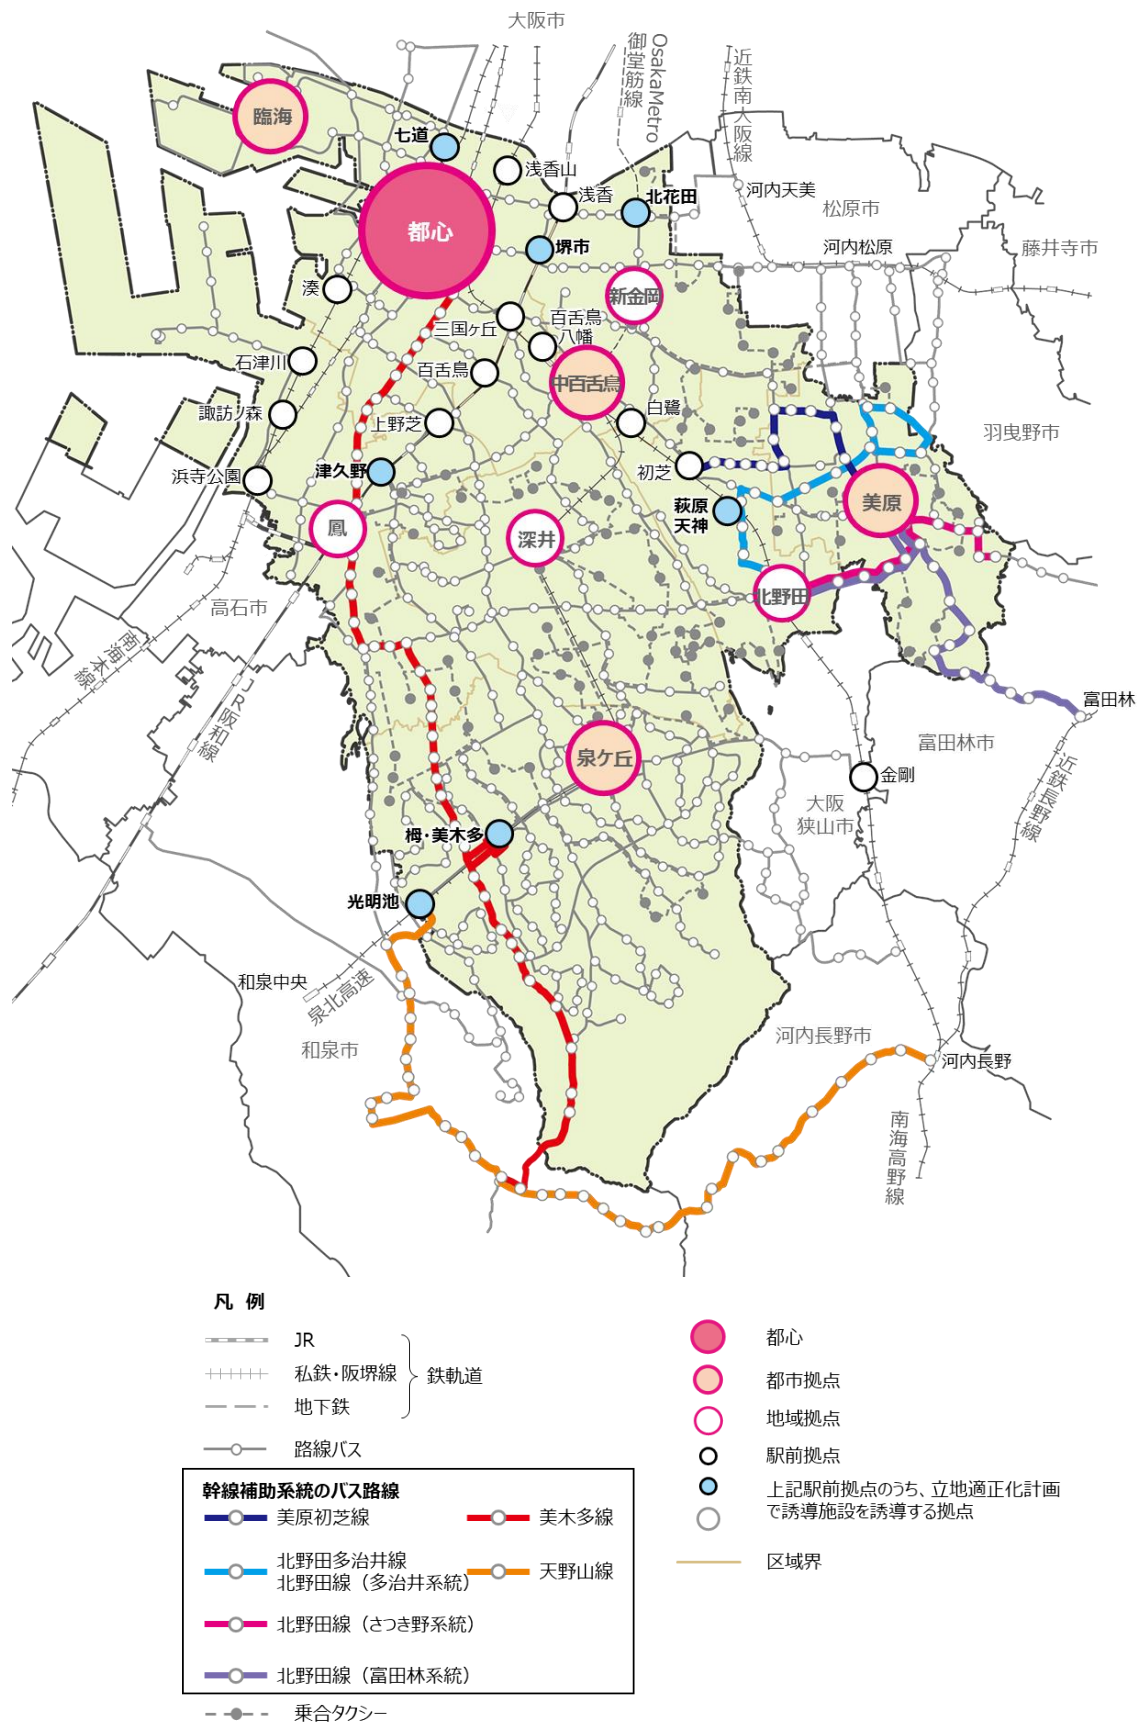 大阪市
OsakaMetro
御堂筋線
近鉄南大阪線
臨海
七道
浅香山
浅香
北花田
河内天美
松原市
都心
堺市
河内松原
藤井寺市
湊
新金岡
三国ヶ丘
百舌鳥
八幡
石津川
百舌鳥
中百舌鳥
諏訪ノ森
上野芝
白鷺
羽曳野市
浜寺公園
津久野
初芝
美原
萩原
天神
鳳
深井
北野田
高石市
南海本線
JR阪和線
富田林
富田林市
泉ケ丘
金剛
大阪
狭山市
近鉄長野線
栂・美木多
光明池
和泉中央
泉北高速
和泉市
河内長野市
河内長野
南海高野線
凡 例
JR
私鉄・阪堺線
鉄軌道
地下鉄
路線バス
幹線補助系統のバス路線
美原初芝線
美木多線
北野田多治井線
北野田線（多治井系統）
天野山線
北野田線（さつき野系統）
北野田線（富田林系統）
乗合タクシー
都心
都市拠点
地域拠点
駅前拠点
上記駅前拠点のうち、立地適正化計画
で誘導施設を誘導する拠点
区域界